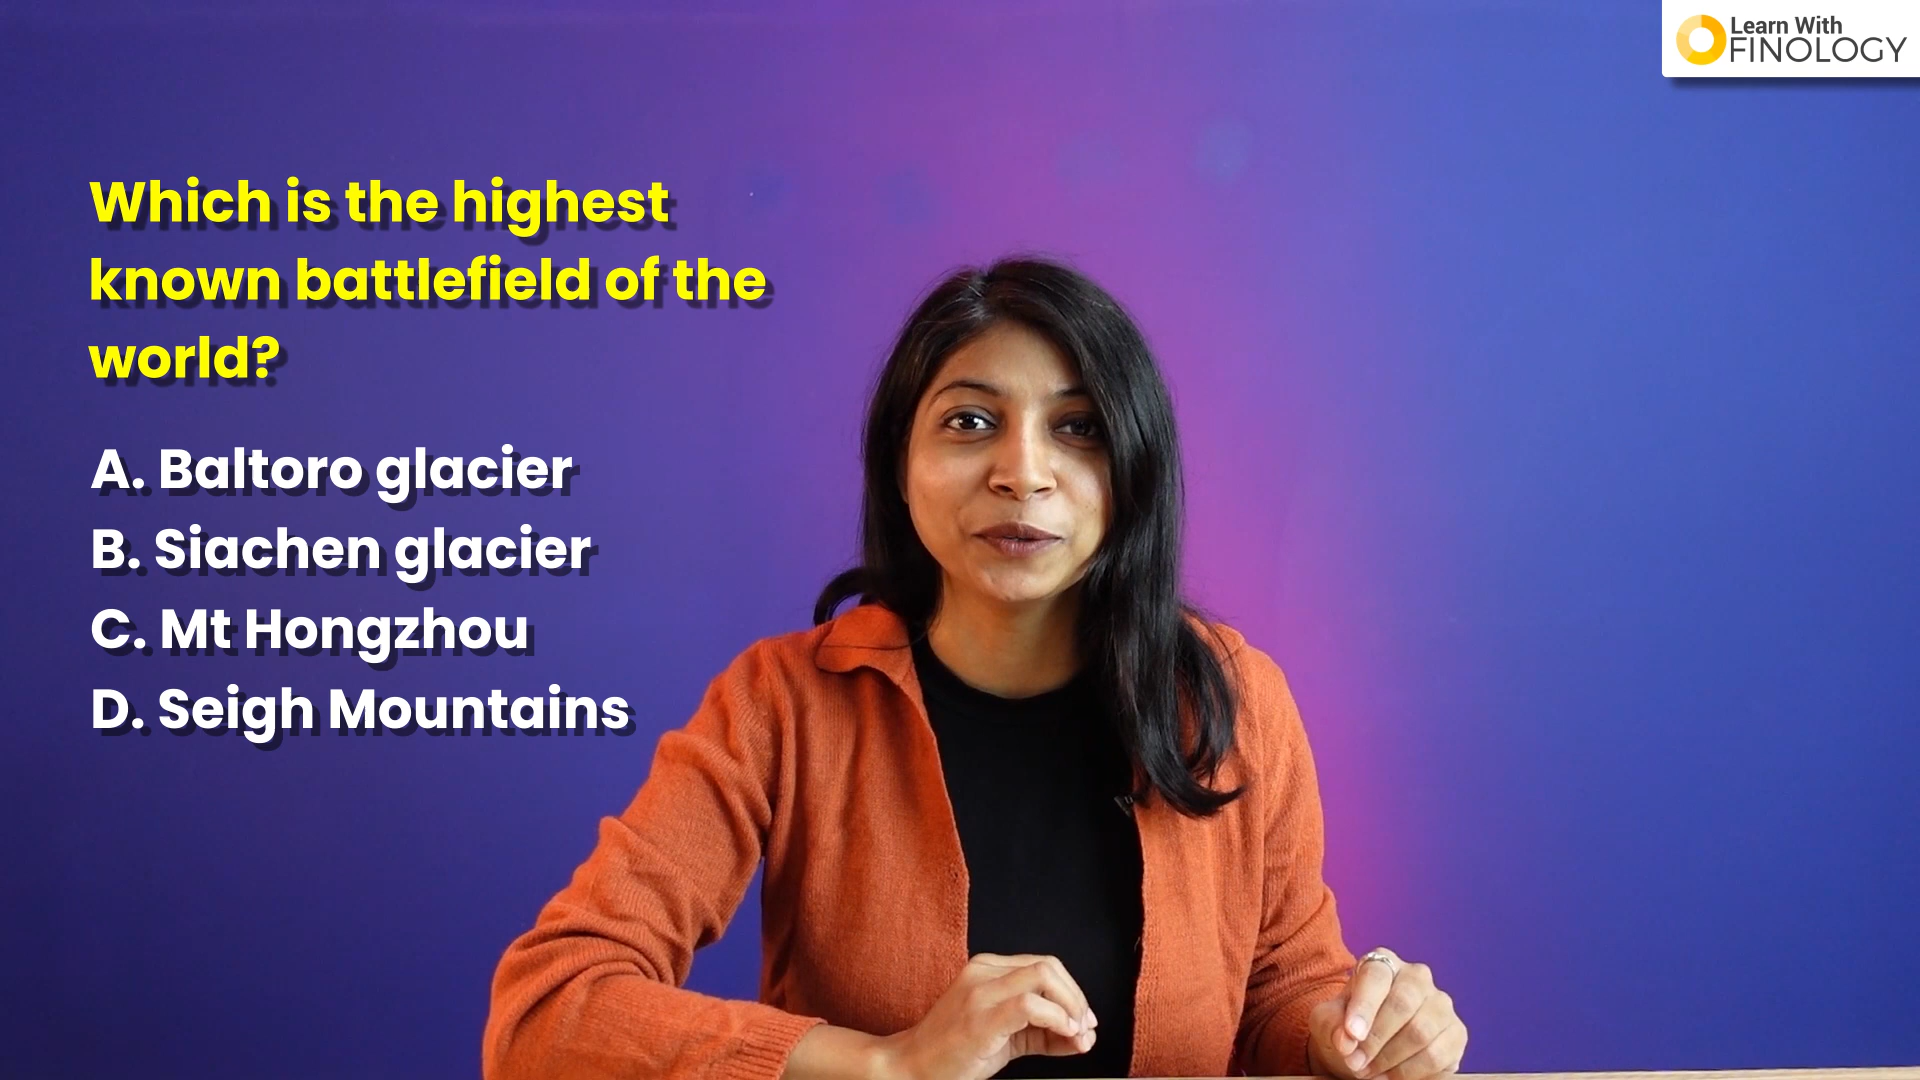 Learn With
FINOLOGY
Which is the highest
known battlefield of the
world?
A. Baltoro glacier
B. Siachen glacier
C. Mt Hongzhou
D. Seigh Mountains